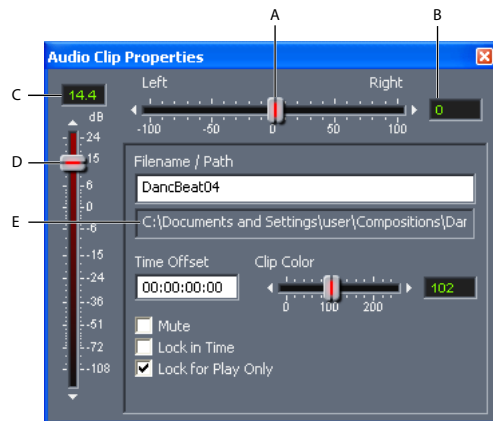 A
B
Audio Clip Properties
C
14.4
Left
Right
0
dB
-100
-50
0
50
100
24
D
15
6
0
-6
-15
-24
-36
-51
-72
-108
Filename / Path
DancBeat04
E
C:\Documents and Settings\user\Compositions\Dar
Time Offset
Clip Color
00:00:00:00
102
0
100
200
Mute
Lock in Time
Lock for Play Only